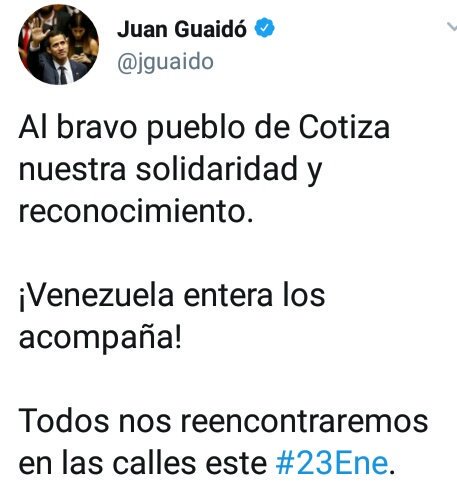 Juan Guaidó
@jguaido
Al bravo pueblo de Cotiza
nuestra solidaridad y
reconocimiento.
¡Venezuela entera los
acompaña!
Todos nos reencontraremos
en las calles este #23Ene.